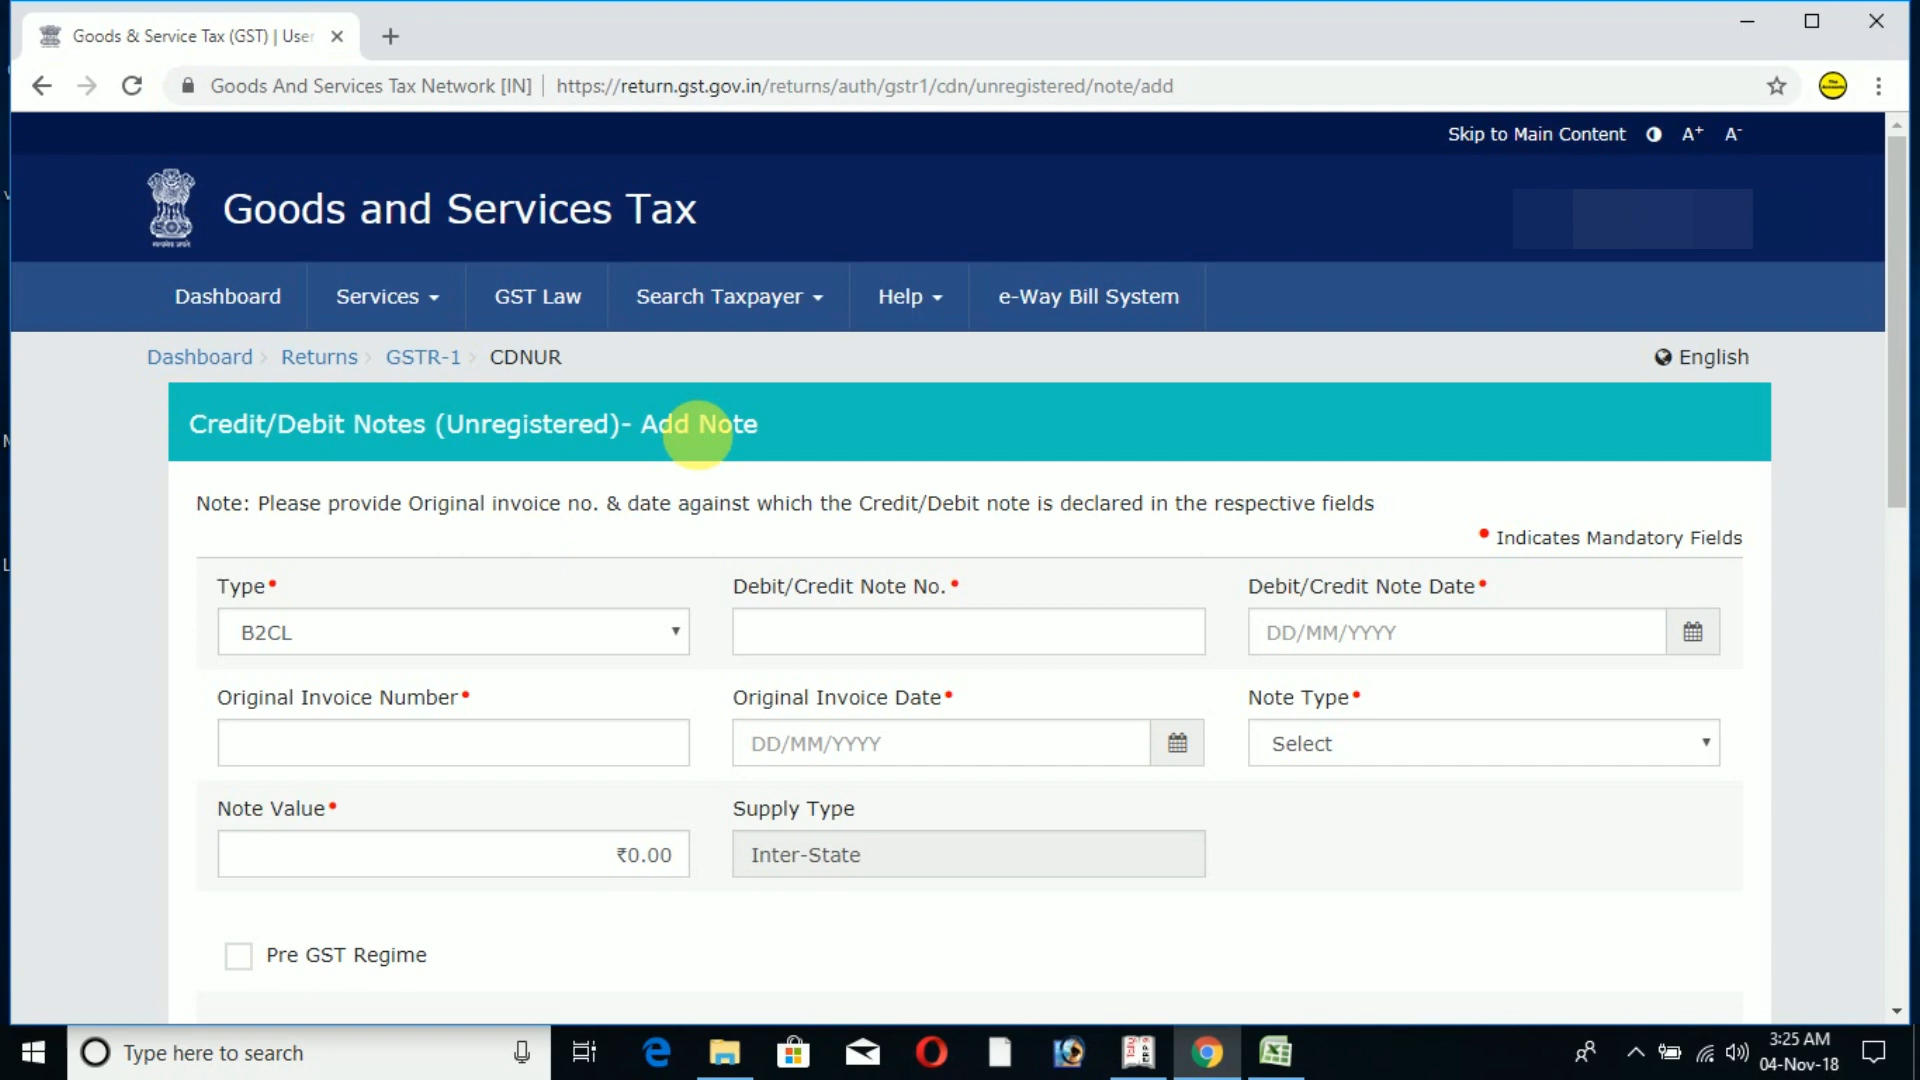 Goods & Service Tax (GST) | User
Goods And Services Tax Network [IN] https://return.gst.gov.in/returns/auth/gstr1/cdn/unregistered/note/add
Skip to Main Content A+ A-
Goods and Services Tax
Dashboard Services GST Law Search Taxpayer Help e-Way Bill System
Dashboard Returns GSTR-1 CDNUR English
Credit/Debit Notes (Unregistered)- Add Note
Note: Please provide Original invoice no. & date against which the Credit/Debit note is declared in the respective fields
• Indicates Mandatory Fields
Type• Debit/Credit Note No.• Debit/Credit Note Date•
B2CL DD/MM/YYYY
Original Invoice Number• Original Invoice Date• Note Type•
DD/MM/YYYY Select
Note Value• Supply Type
₹0.00 Inter-State
Pre GST Regime
Type here to search
3:25 AM
04-Nov-18